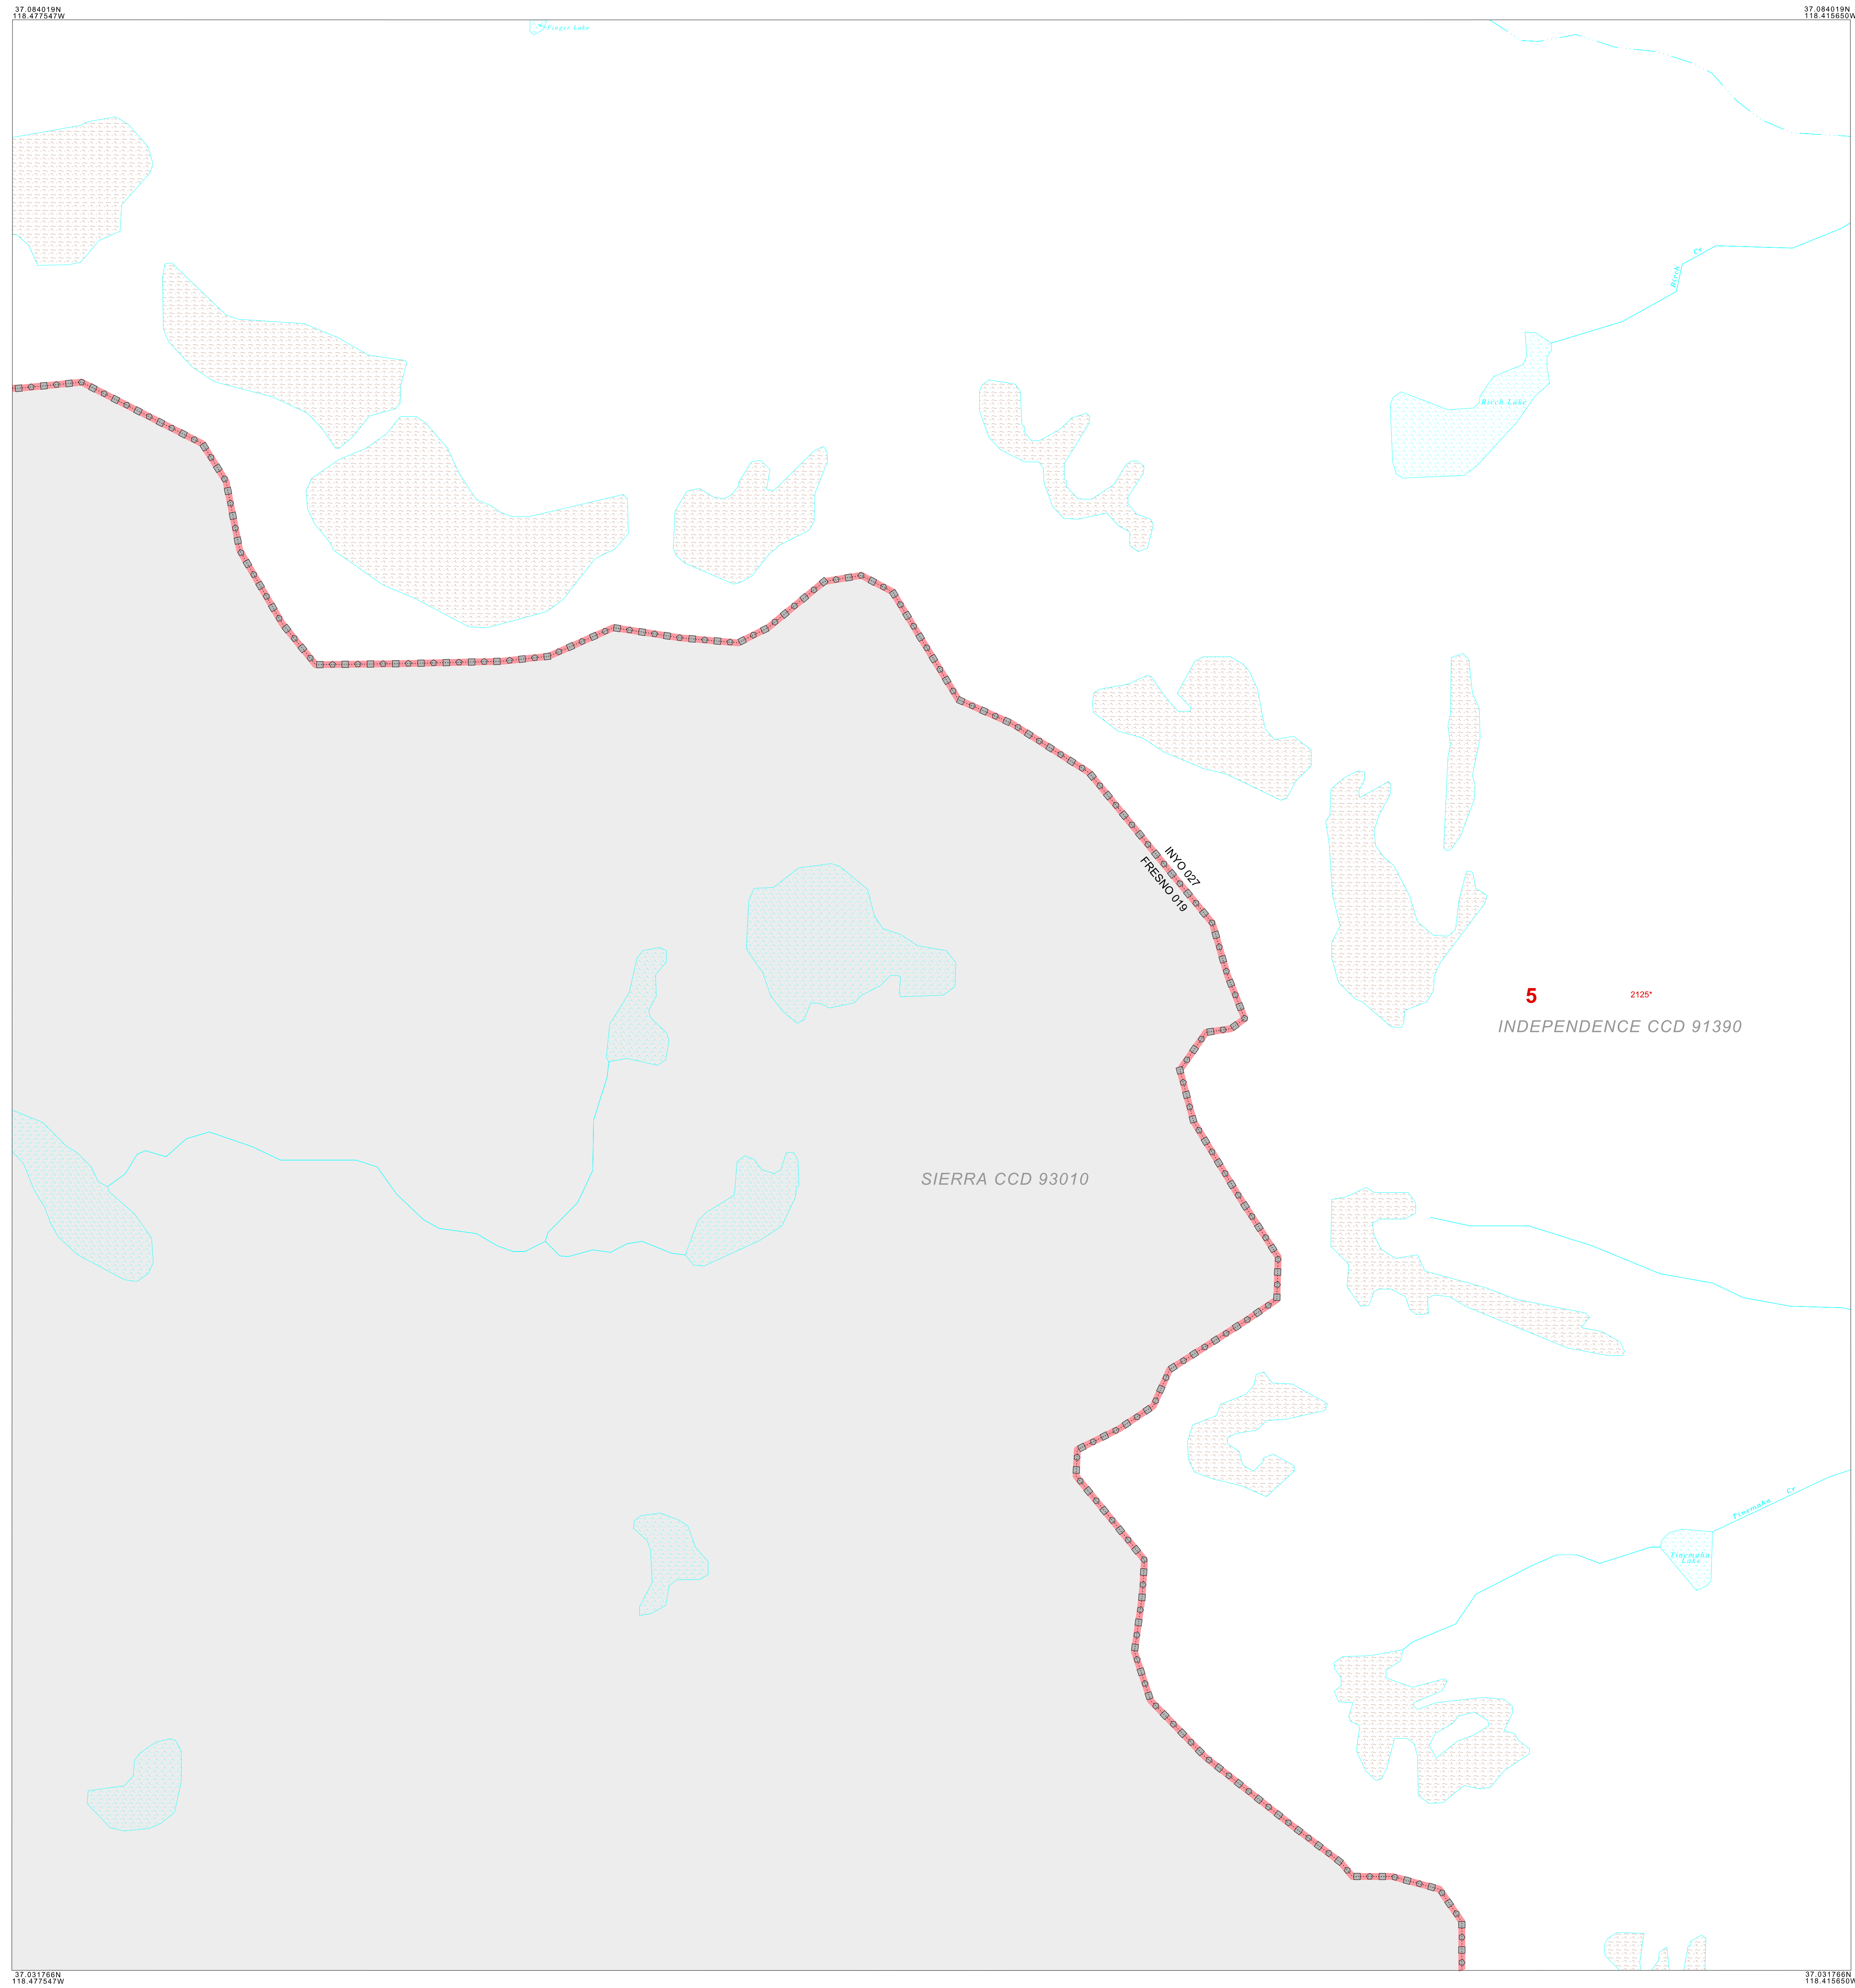 37.084019N
118.477547W
37.084019N
118.415650W
Finger Lake
Birch
Cr
Birch Lake
INYO 027
FRESNO 019
5
2125*
INDEPENDENCE CCD 91390
SIERRA CCD 93010
Tinemaha
Cr
Tinemaha
Lake
37.031766N
118.477547W
37.031766N
118.415650W